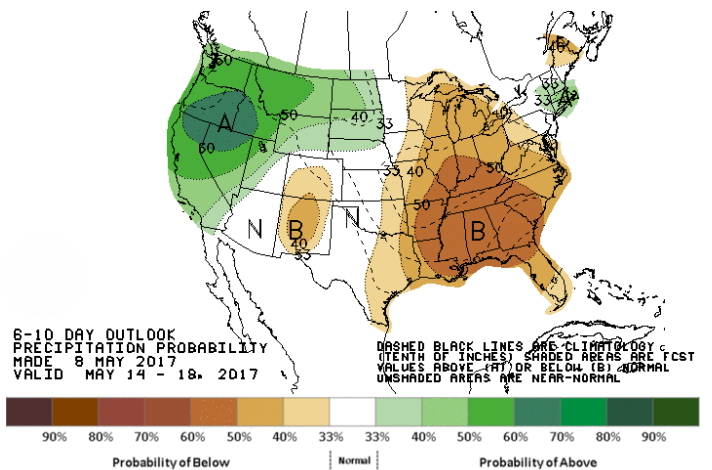 60
B
40
50
A
40
33
33
33
33
A
40
60
8
40
50
33
40
50
N
B
N
B
40
33
6-10 DAY OUTLOOK
PRECIPITATION PROBABILITY
MADE 8 MAY 2017
VALID MAY 14 - 18, 2017
DASHED BLACK LINES ARE CLIMATOLOGY
(TENTH OF INCHES) SHADED AREAS ARE FCST
VALUES ABOVE (A) OR BELOW (B) NORMAL
UNSHADED AREAS ARE NEAR-NORMAL
90% 80% 70% 60% 50% 40% 33% 33% 40% 50% 60% 70% 80% 90%
Probability of Below Normal Probability of Above